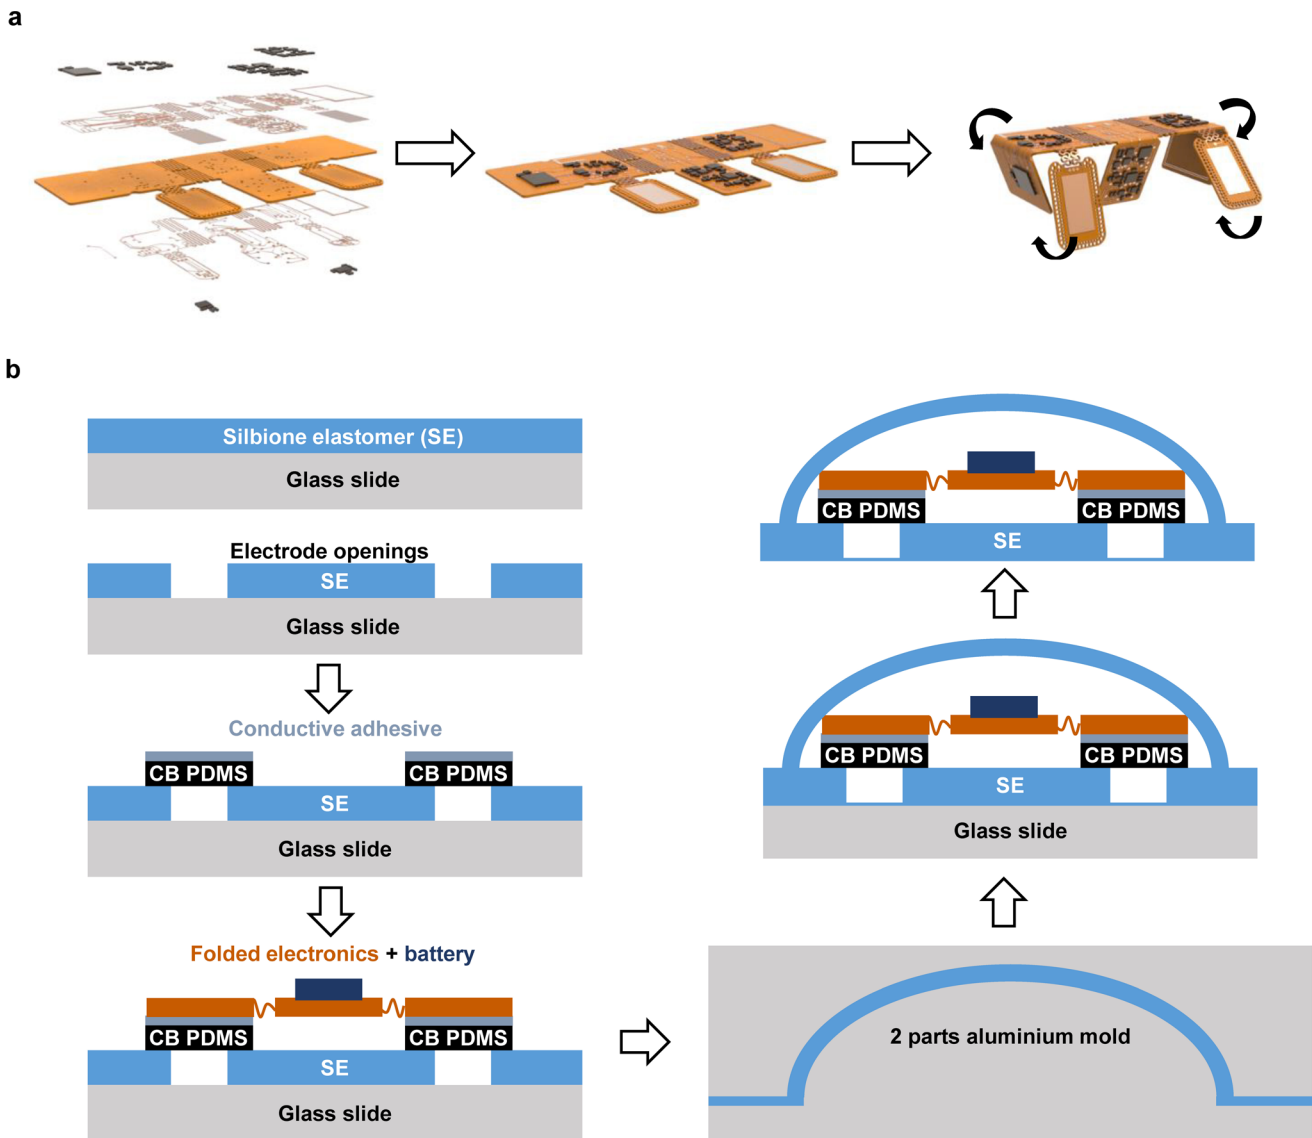 a
b
Silbione elastomer (SE)
Glass slide
Electrode openings
SE
Glass slide
Conductive adhesive
CB PDMS
CB PDMS
SE
Glass slide
Folded electronics + battery
CB PDMS
CB PDMS
SE
Glass slide
2 parts aluminium mold
CB PDMS
CB PDMS
SE
Glass slide
CB PDMS
CB PDMS
SE